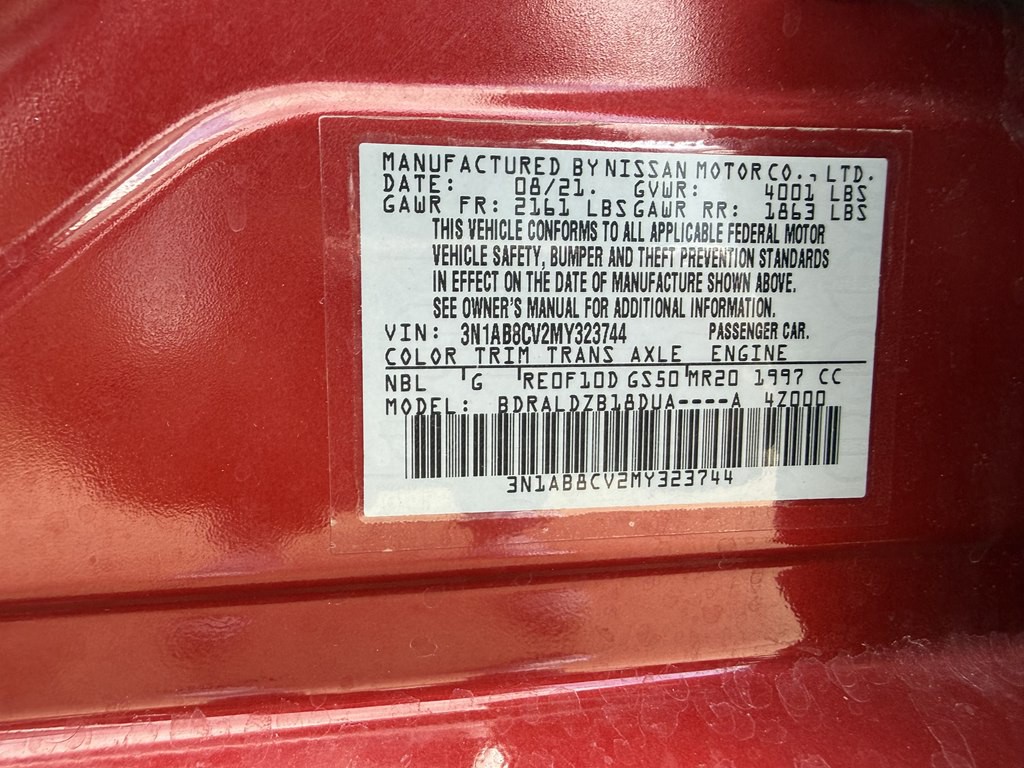 MANUFACTURED BY NISSAN MOTOR CO., LTD.
DATE: 08/21. GVWR: 4001 LBS
GAWR FR: 2161 LBS GAWR RR: 1863 LBS
THIS VEHICLE CONFORMS TO ALL APPLICABLE FEDERAL MOTOR
VEHICLE SAFETY, BUMPER AND THEFT PREVENTION STANDARDS
IN EFFECT ON THE DATE OF MANUFACTURE SHOWN ABOVE.
SEE OWNER'S MANUAL FOR ADDITIONAL INFORMATION.
VIN: 3N1AB8CV2MY323744 PASSENGER CAR.
COLOR TRIM TRANS AXLE ENGINE
NBL G RE0F10D GS50 MR20 1997 CC
MODEL: BDRALDZB18DUA----A 4Z000
3N1AB8CV2MY323744